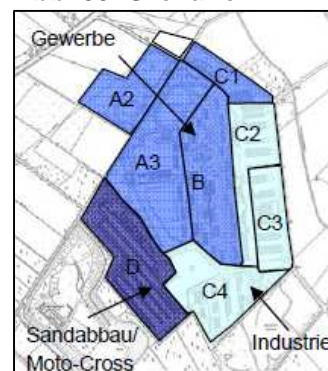 Gewerbe
C1
A2
C2
A3
B
C3
D
C4
Sandabbau/
Moto-Cross
Industrie